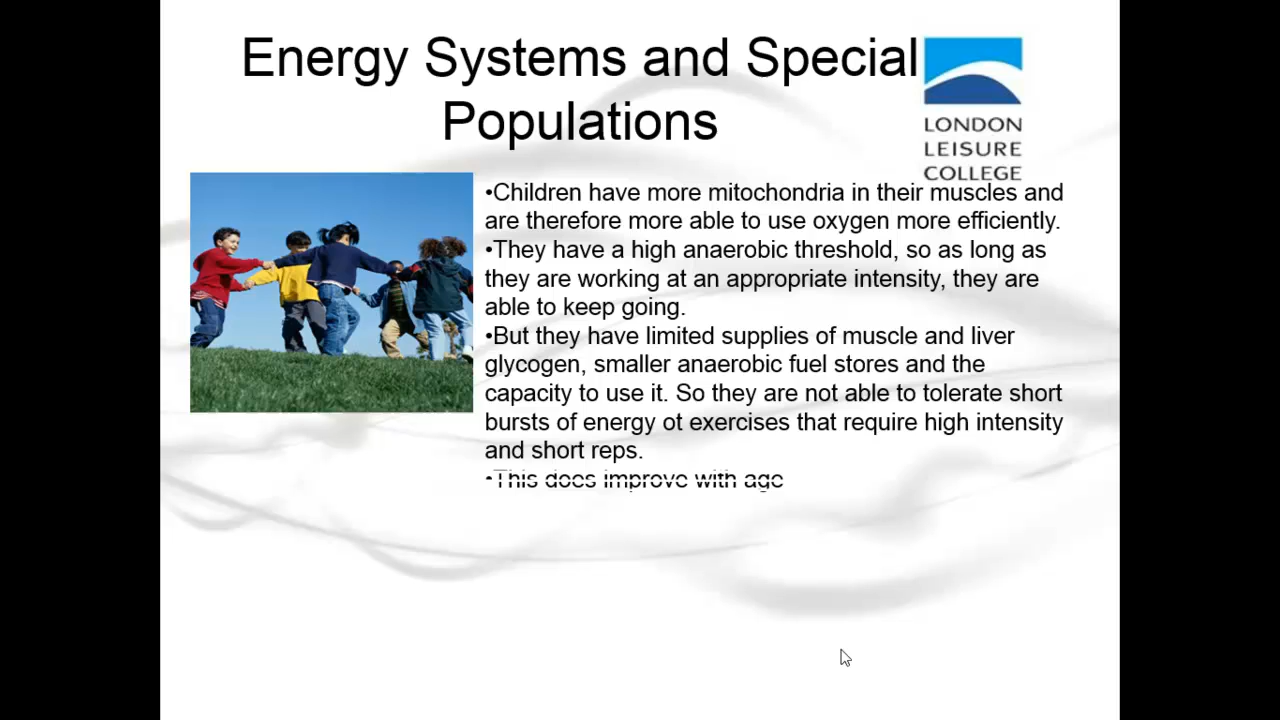 Energy Systems and Special
Populations
LONDON
LEISURE
COLLEGE
•Children have more mitochondria in their muscles and
are therefore more able to use oxygen more efficiently.
•They have a high anaerobic threshold, so as long as
they are working at an appropriate intensity, they are
able to keep going.
•But they have limited supplies of muscle and liver
glycogen, smaller anaerobic fuel stores and the
capacity to use it. So they are not able to tolerate short
bursts of energy ot exercises that require high intensity
and short reps.
•This does improve with age